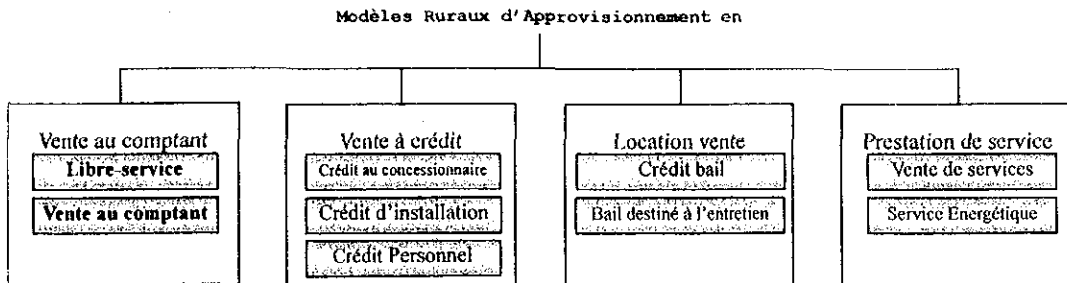 Modèles Ruraux d'Approvisionnement en
Vente au comptant
Libre-service
Vente au comptant
Vente à crédit
Crédit au concessionnaire
Crédit d'installation
Crédit Personnel
Location vente
Crédit bail
Bail destiné à l'entretien
Prestation de service
Vente de services
Service Energétique